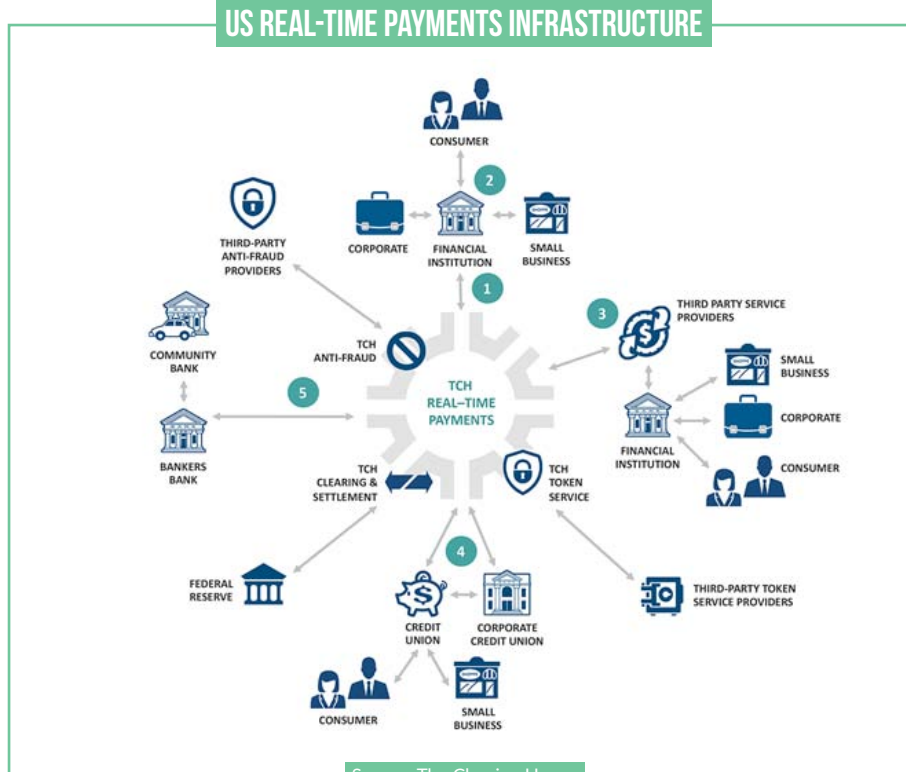 US REAL-TIME PAYMENTS INFRASTRUCTURE
CONSUMER
2
CORPORATE
FINANCIAL
INSTITUTION
SMALL
BUSINESS
1
THIRD-PARTY
ANTI-FRAUD
PROVIDERS
TCH
ANTI-FRAUD
3
THIRD PARTY SERVICE
PROVIDERS
SMALL
BUSINESS
CORPORATE
FINANCIAL
INSTITUTION
CONSUMER
COMMUNITY
BANK
5
BANKERS
BANK
TCH
REAL–TIME
PAYMENTS
TCH
CLEARING &
SETTLEMENT
TCH
TOKEN
SERVICE
FEDERAL
RESERVE
4
CREDIT
UNION
CORPORATE
CREDIT UNION
THIRD-PARTY TOKEN
SERVICE PROVIDERS
CONSUMER
SMALL
BUSINESS